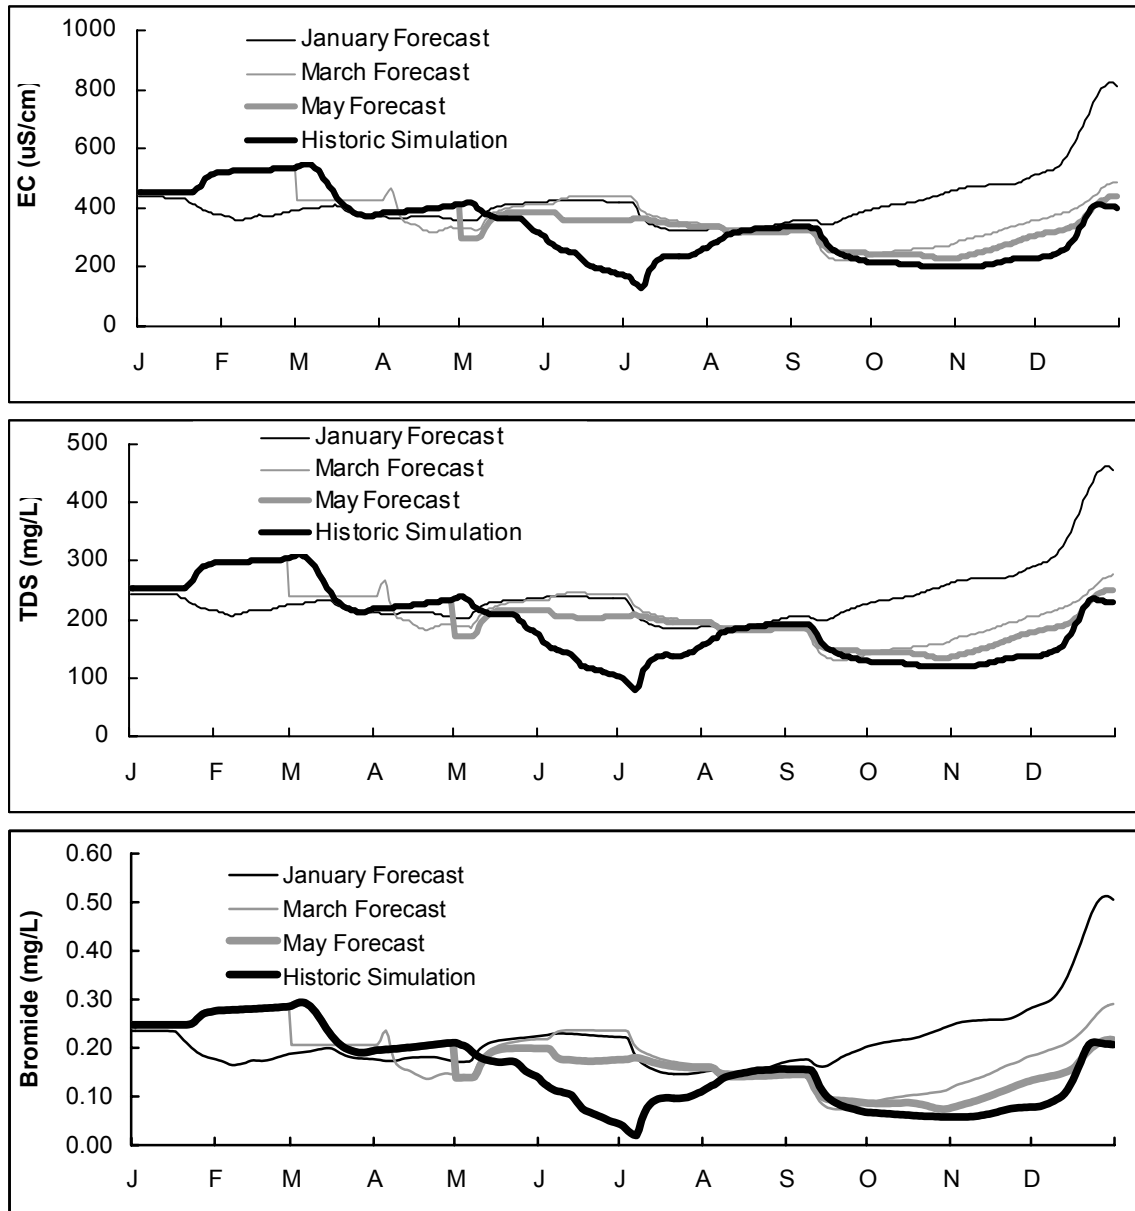 1000
800
600
400
200
0
EC (uS/cm)
January Forecast
March Forecast
May Forecast
Historic Simulation
J F M A M J J A S O N D
500
400
300
200
100
0
TDS (mg/L)
January Forecast
March Forecast
May Forecast
Historic Simulation
J F M A M J J A S O N D
0.60
0.50
0.40
0.30
0.20
0.10
0.00
Bromide (mg/L)
January Forecast
March Forecast
May Forecast
Historic Simulation
J F M A M J J A S O N D